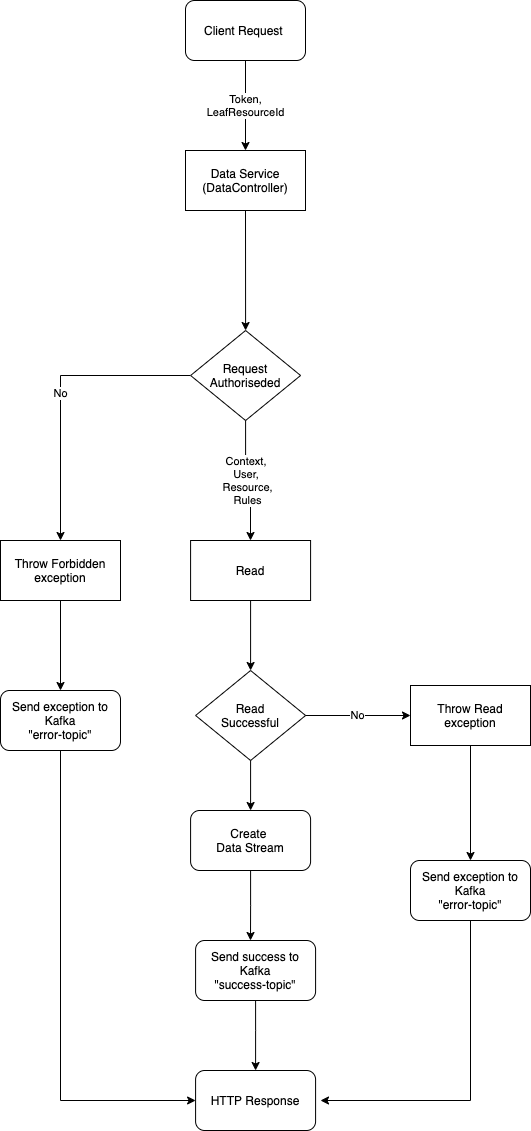 Client Request
Token,
LeafResourceId
Data Service
(DataController)
Request
Authoriseded
No
Context,
User,
Resource,
Rules
Throw Forbidden
exception
Read
Send exception to
Kafka
"error-topic"
Read
Successful
No
Throw Read
exception
Create
Data Stream
Send exception to
Kafka
"error-topic"
Send success to
Kafka
"success-topic"
HTTP Response